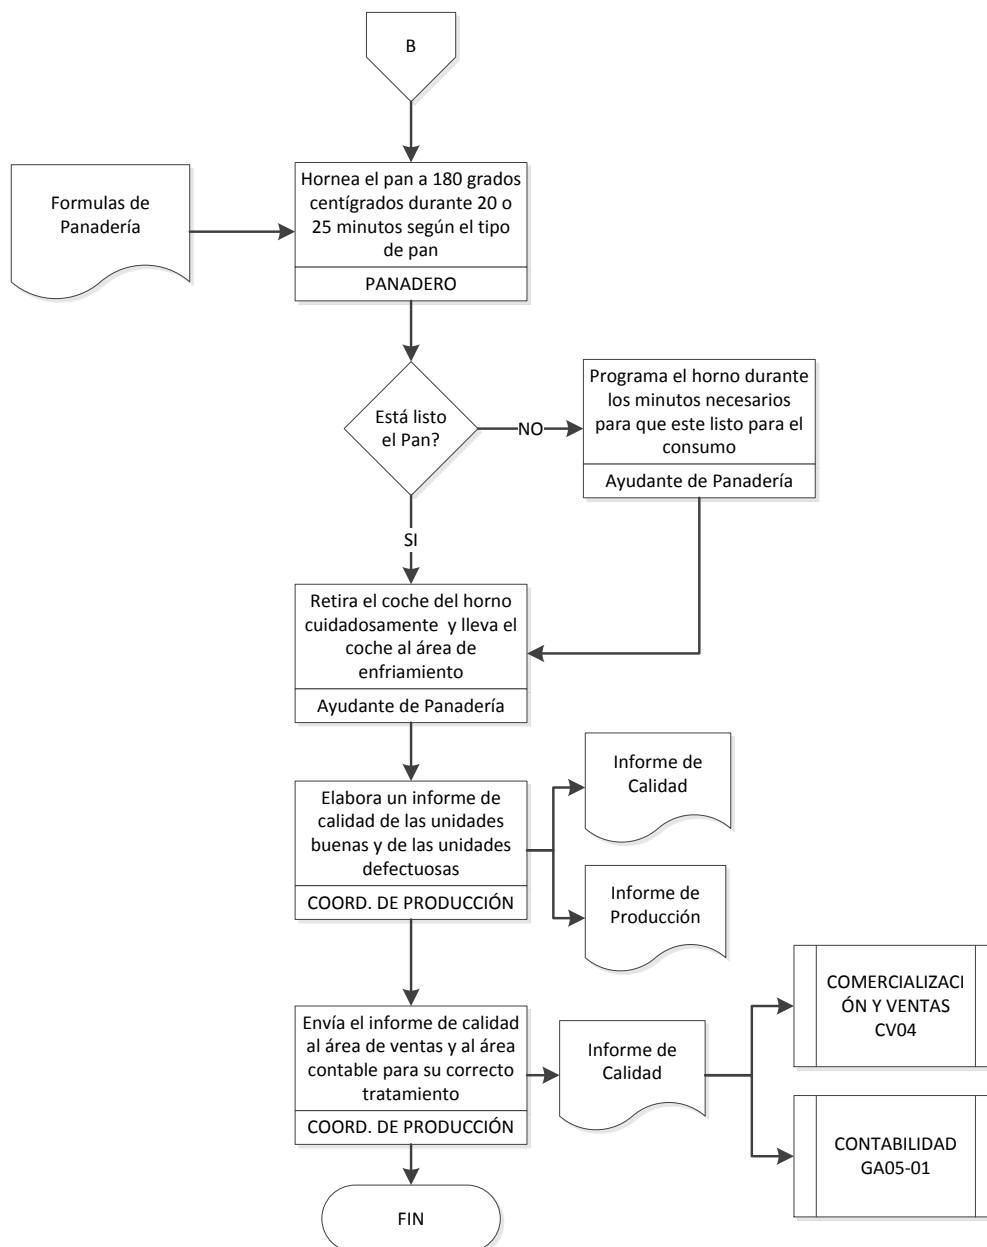 B
Formulas de
Panadería
Hornea el pan a 180 grados
centígrados durante 20 o
25 minutos según el tipo
de pan
PANADERO
Está listo
el Pan?
NO
Programa el horno durante
los minutos necesarios
para que este listo para el
consumo
Ayudante de Panadería
SI
Retira el coche del horno
cuidadosamente y lleva el
coche al área de
enfriamiento
Ayudante de Panadería
Elabora un informe de
calidad de las unidades
buenas y de las unidades
defectuosas
COORD. DE PRODUCCIÓN
Informe de
Calidad
Informe de
Producción
Envía el informe de calidad
al área de ventas y al área
contable para su correcto
tratamiento
COORD. DE PRODUCCIÓN
Informe de
Calidad
COMERCIALIZACI
ÓN Y VENTAS
CV04
CONTABILIDAD
GA05-01
FIN